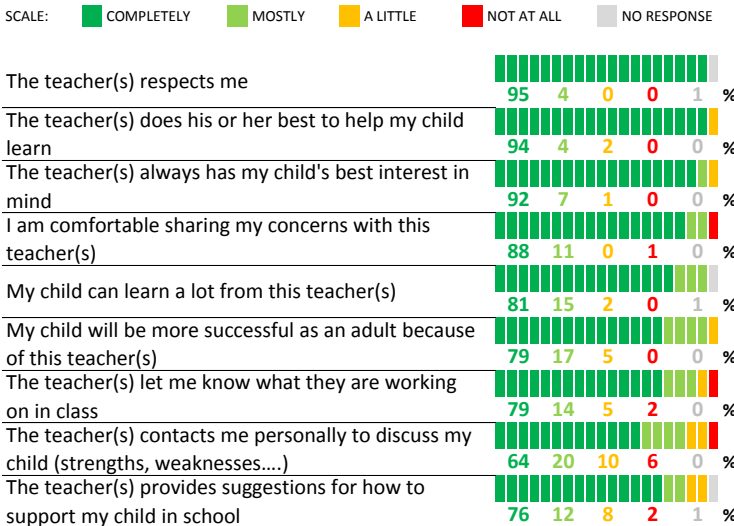 SCALE: COMPLETELY MOSTLY A LITTLE NOT AT ALL NO RESPONSE
The teacher(s) respects me
95 4 0 0 1 %
The teacher(s) does his or her best to help my child
learn
94 4 2 0 0 %
The teacher(s) always has my child's best interest in
mind
92 7 1 0 0 %
I am comfortable sharing my concerns with this
teacher(s)
88 11 0 1 0 %
My child can learn a lot from this teacher(s)
81 15 2 0 1 %
My child will be more successful as an adult because
of this teacher(s)
79 17 5 0 0 %
The teacher(s) let me know what they are working
on in class
79 14 5 2 0 %
The teacher(s) contacts me personally to discuss my
child (strengths, weaknesses....)
64 20 10 6 0 %
The teacher(s) provides suggestions for how to
support my child in school
76 12 8 2 1 %